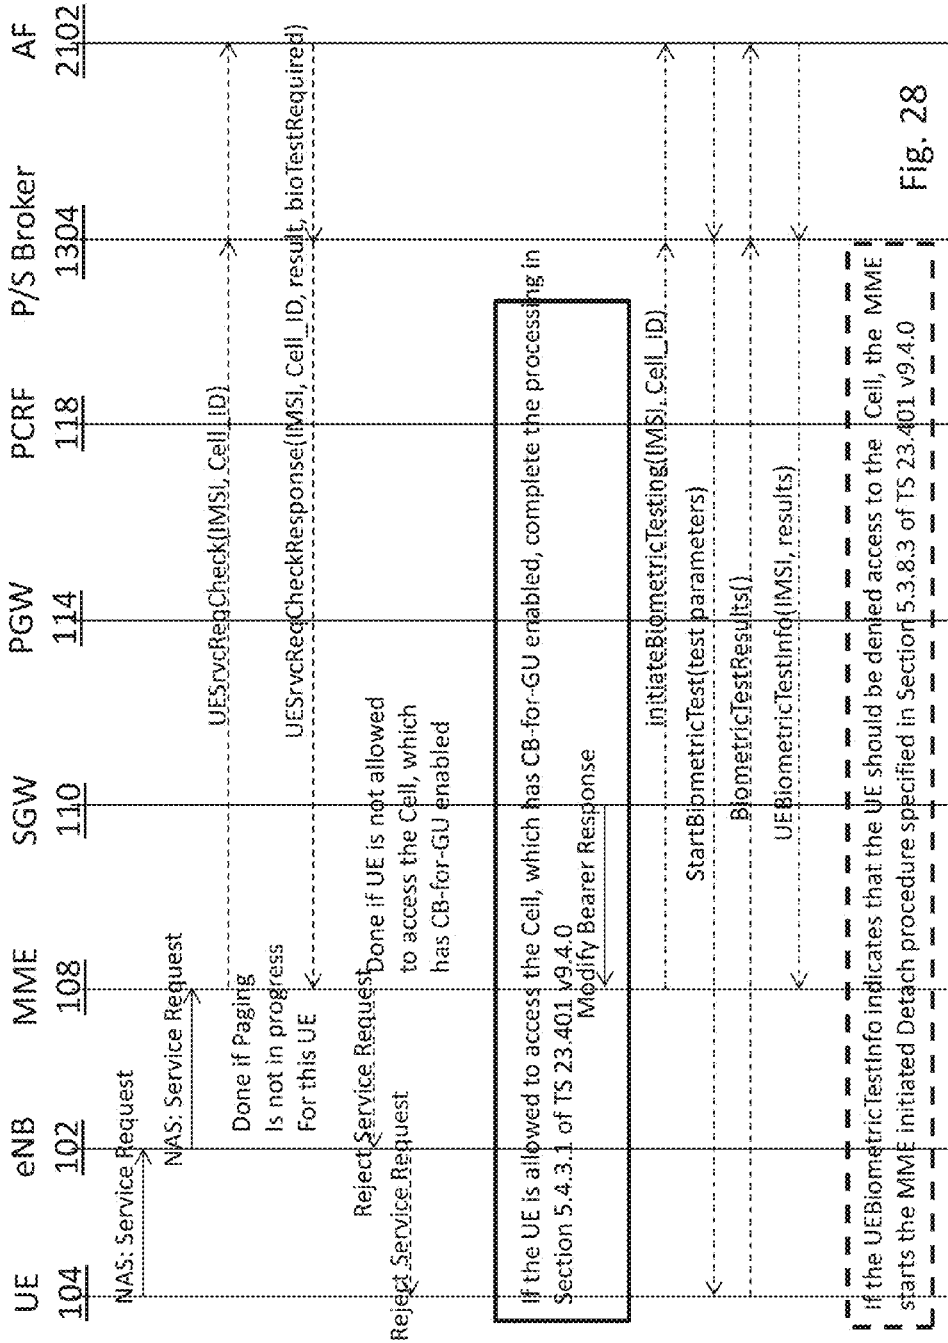 UE eNB MME SGW PGW PCRF P/S Broker AF
104 102 108 110 114 118 1304 2102
NAS: Service Request
NAS: Service Request
UESrvcReqCheck(IMSI, Cell_ID)
Done if Paging
Is not in progress
For this UE
UESrvcReqCheckResponse(IMSI, Cell_ID, result, bioTestRequired)
Reject Service Request
Done if UE is not allowed
to access the Cell, which
has CB-for-GU enabled
Reject Service Request
If the UE is allowed to access the Cell, which has CB-for-GU enabled, complete the processing in
Section 5.4.3.1 of TS 23.401 v9.4.0
Modify Bearer Response
InitiateBiometricTesting(IMSI, Cell_ID)
StartBiometricTest(test parameters)
BiometricTestResults()
UEBiometricTestInfo(IMSI, results)
If the UEBiometricTestInfo indicates that the UE should be denied access to the Cell, the MME
starts the MME initiated Detach procedure specified in Section 5.3.8.3 of TS 23.401 v9.4.0
Fig. 28